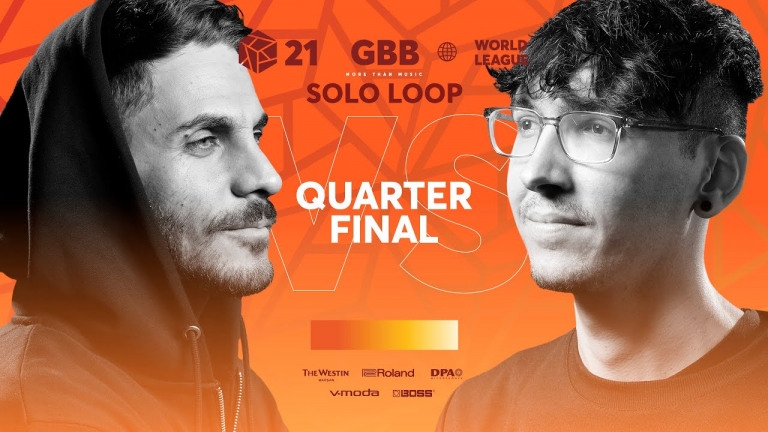 21 GBB WORLD
LEAGUE
MORE THAN MUSIC
SOLO LOOP
VS
QUARTER
FINAL
THE WESTIN
Roland
DPA
v-moda
BOSS